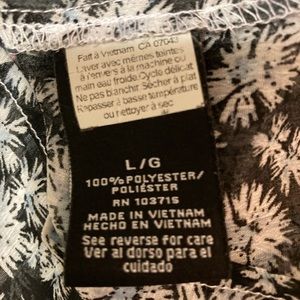 Fait à Vietnam CA 07043
Laver avec mêmes teintes
à l'envers à la machine ou
main eau froide. Cycle délicat
Ne pas blanchir Sécher à plat
Repasser à basse température
ou nettoyer à sec
L/G
100% POLYESTER/
POLIÉSTER
RN 103715
MADE IN VIETNAM
HECHO EN VIETNAM
See reverse for care
Ver al dorso para el
cuidado